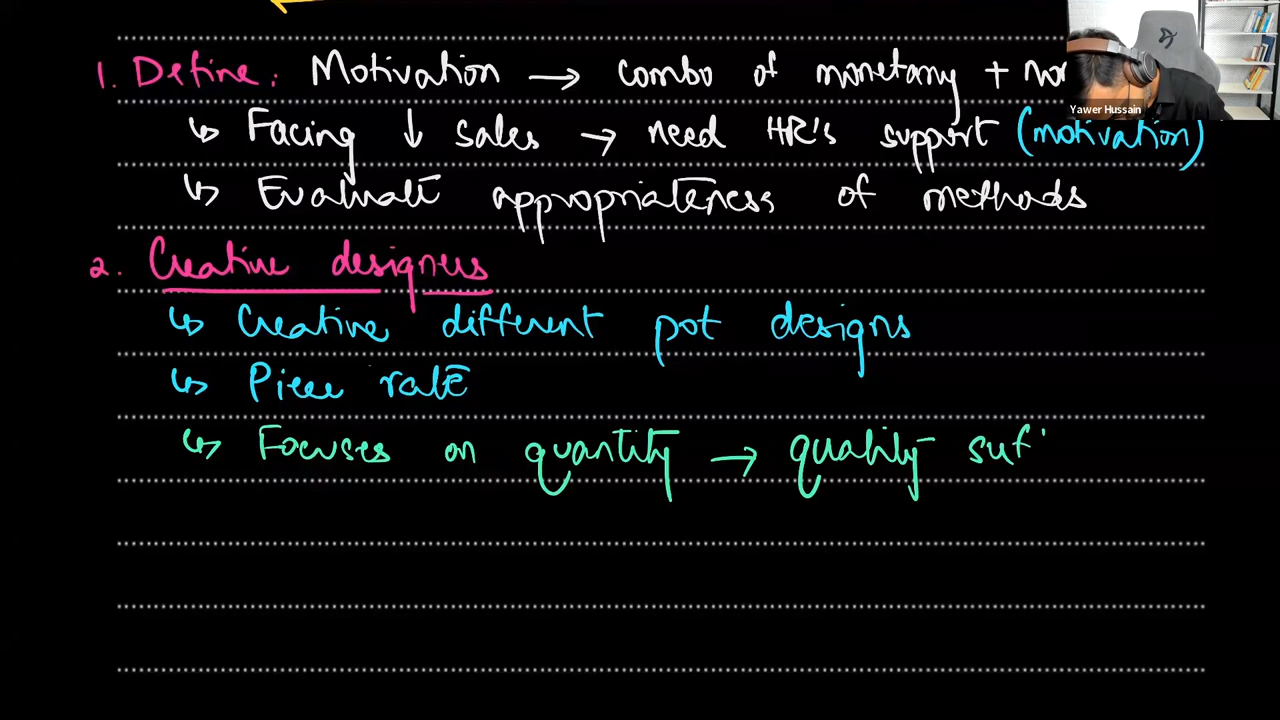 1. Define: Motivation → combo of monetary + non
↳ Facing ↓ sales → need HR's support (motivation)
↳ Evaluate appropriateness of methods
2. Creative designers
↳ Creative different pot designs
↳ Piece rate
↳ Focuses on quantity → quality suf
Yawer Hussain